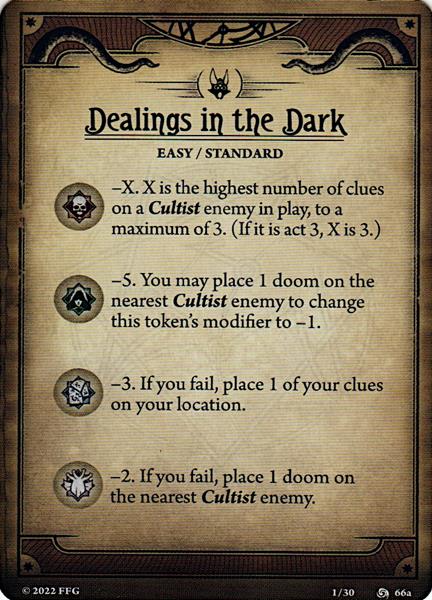 Dealings in the Dark
EASY / STANDARD
–X. X is the highest number of clues
on a Cultist enemy in play, to a
maximum of 3. (If it is act 3, X is 3.)
–5. You may place 1 doom on the
nearest Cultist enemy to change
this token's modifier to –1.
–3. If you fail, place 1 of your clues
on your location.
–2. If you fail, place 1 doom on
the nearest Cultist enemy.
© 2022 FFG
1/30
66a